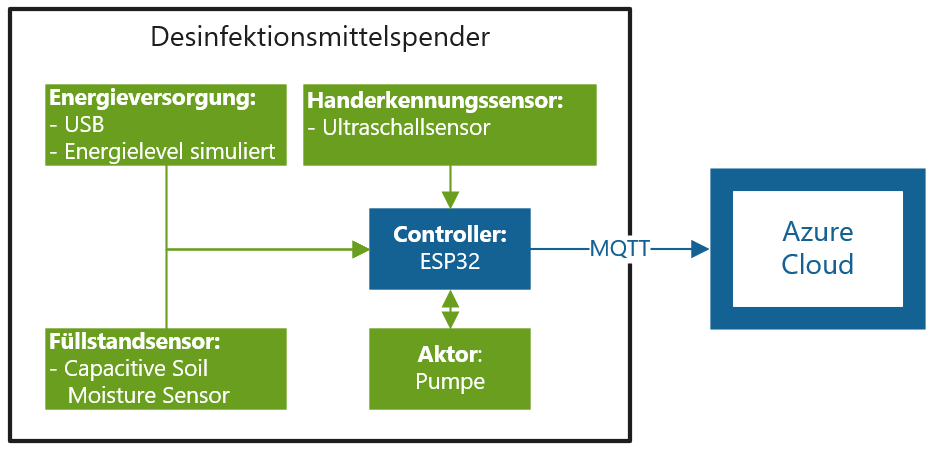 Desinfektionsmittelspender
Energieversorgung:
- USB
- Energielevel simuliert
Handerkennungssensor:
- Ultraschallsensor
Controller:
ESP32
MQTT
Azure
Cloud
Füllstandsensor:
- Capacitive Soil
Moisture Sensor
Aktor:
Pumpe